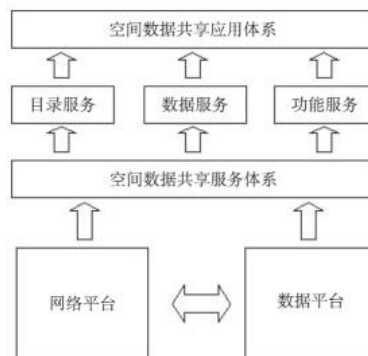 空间数据共享应用体系
目录服务
数据服务
功能服务
空间数据共享服务体系
网络平台
数据平台